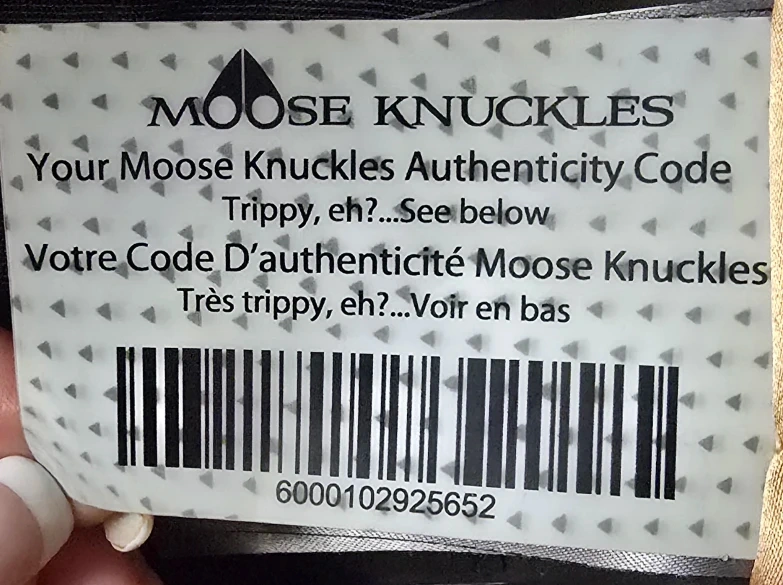 MOOSE KNUCKLES
Your Moose Knuckles Authenticity Code
Trippy, eh?...See below
Votre Code D'authenticité Moose Knuckles
Très trippy, eh?...Voir en bas
6000102925652